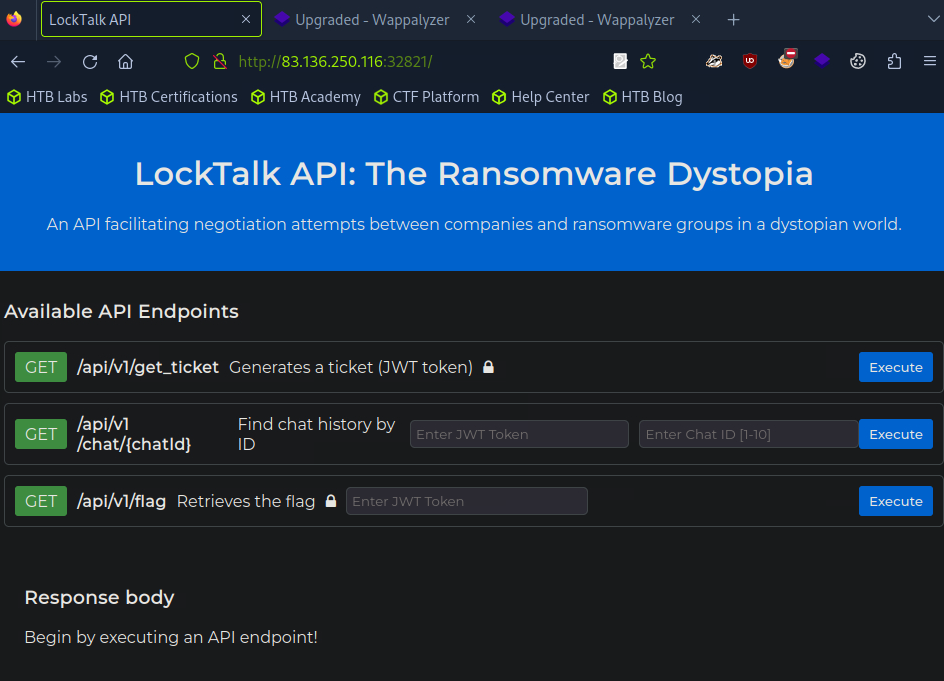 LockTalk API
Upgraded - Wappalyzer
Upgraded - Wappalyzer
http://83.136.250.116:32821/
HTB Labs
HTB Certifications
HTB Academy
CTF Platform
Help Center
HTB Blog
LockTalk API: The Ransomware Dystopia
An API facilitating negotiation attempts between companies and ransomware groups in a dystopian world.
Available API Endpoints
GET /api/v1/get_ticket Generates a ticket (JWT token) Execute
GET /api/v1
/chat/{chatId} Find chat history by
ID Enter JWT Token Enter Chat ID [1-10] Execute
GET /api/v1/flag Retrieves the flag Enter JWT Token Execute
Response body
Begin by executing an API endpoint!